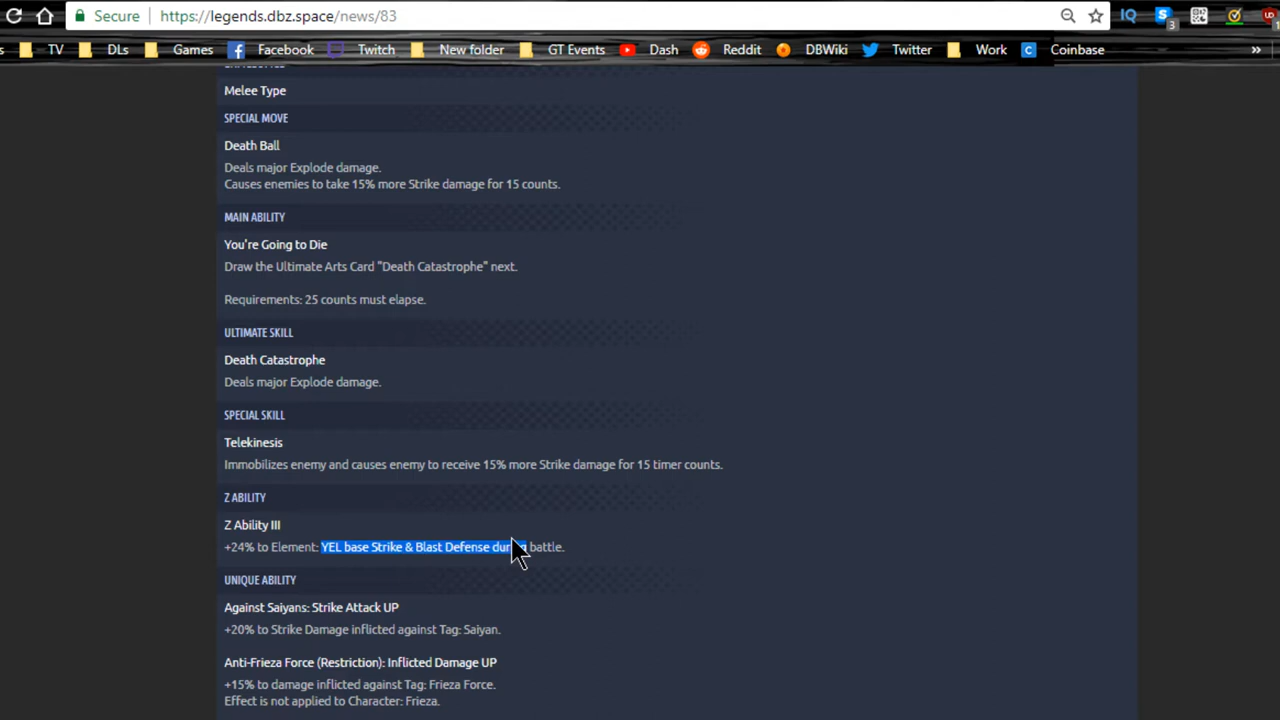 Secure https://legends.dbz.space/news/83
IQ
3
s TV DLs Games Facebook Twitch New folder GT Events Dash Reddit DBWiki Twitter Work Coinbase »
Melee Type
SPECIAL MOVE
Death Ball
Deals major Explode damage.
Causes enemies to take 15% more Strike damage for 15 counts.
MAIN ABILITY
You're Going to Die
Draw the Ultimate Arts Card "Death Catastrophe" next.
Requirements: 25 counts must elapse.
ULTIMATE SKILL
Death Catastrophe
Deals major Explode damage.
SPECIAL SKILL
Telekinesis
Immobilizes enemy and causes enemy to receive 15% more Strike damage for 15 timer counts.
Z ABILITY
Z Ability III
+24% to Element: YEL base Strike & Blast Defense during battle.
UNIQUE ABILITY
Against Saiyans: Strike Attack UP
+20% to Strike Damage inflicted against Tag: Saiyan.
Anti-Frieza Force (Restriction): Inflicted Damage UP
+15% to damage inflicted against Tag: Frieza Force.
Effect is not applied to Character: Frieza.